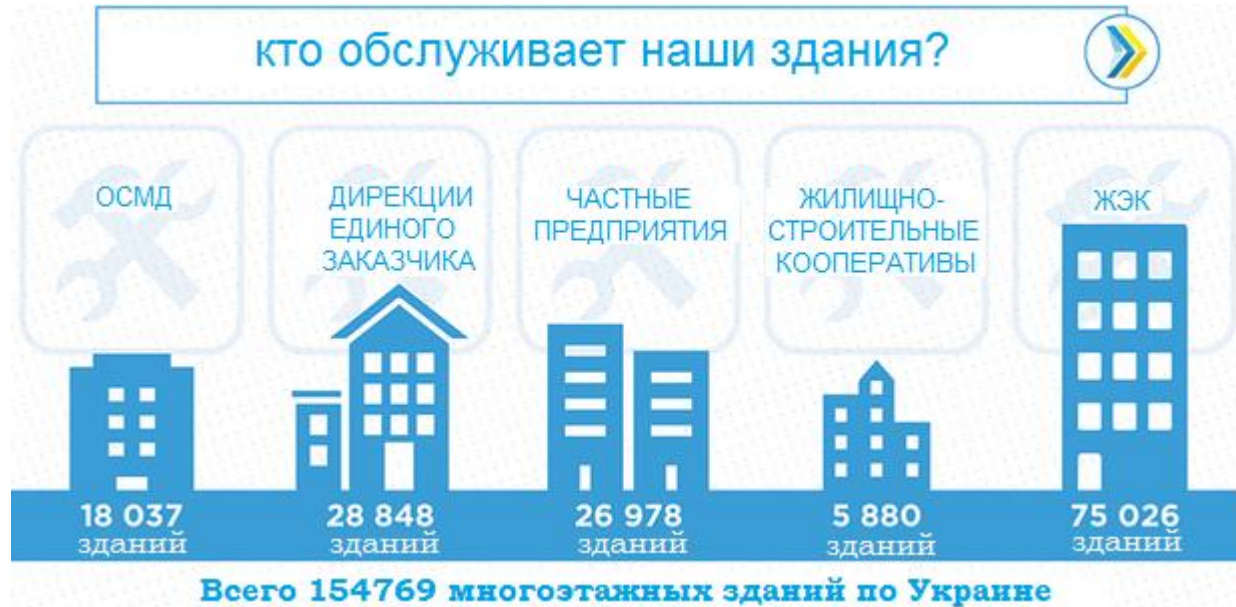 кто обслуживает наши здания?
ОСМД
ДИРЕКЦИИ
ЕДИНОГО
ЗАКАЗЧИКА
ЧАСТНЫЕ
ПРЕДПРИЯТИЯ
ЖИЛИЩНО-
СТРОИТЕЛЬНЫЕ
КООПЕРАТИВЫ
ЖЭК
18 037
зданий
28 848
зданий
26 978
зданий
5 880
зданий
75 026
зданий
Всего 154769 многоэтажных зданий по Украине